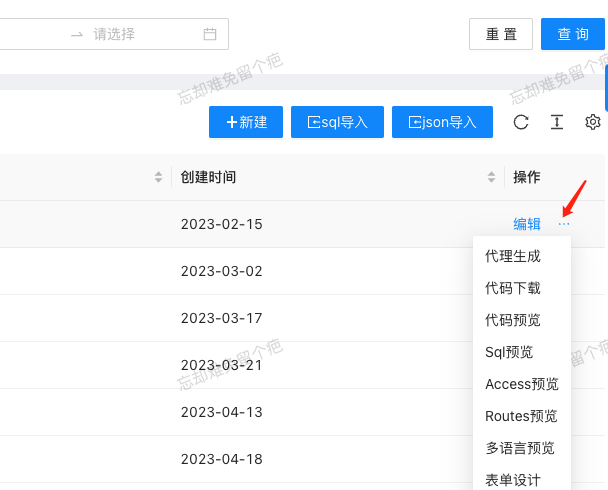 请选择
重 置
查 询
忘却难免留个疤
忘却难免留个疤
新建
sql导入
json导入
创建时间
操作
2023-02-15
编辑
2023-03-02
2023-03-17
2023-03-21
2023-04-13
2023-04-18
代理生成
代码下载
代码预览
Sql预览
Access预览
Routes预览
多语言预览
表单设计
忘却难免留个疤
留个疤